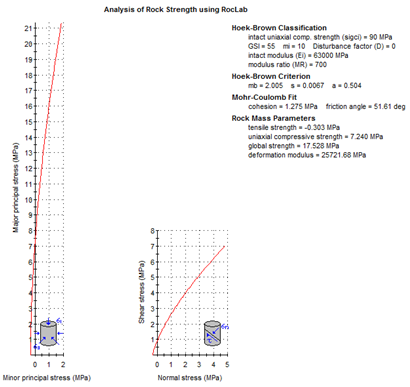 Analysis of Rock Strength using RocLab
Hoek-Brown Classification
intact uniaxial comp. strength (sigci) = 90 MPa
GSI = 55 mi = 10 Disturbance factor (D) = 0
intact modulus (Ei) = 63000 MPa
modulus ratio (MR) = 700
Hoek-Brown Criterion
mb = 2.005 s = 0.0067 a = 0.504
Mohr-Coulomb Fit
cohesion = 1.275 MPa friction angle = 51.61 deg
Rock Mass Parameters
tensile strength = -0.303 MPa
uniaxial compressive strength = 7.240 MPa
global strength = 17.528 MPa
deformation modulus = 25721.68 MPa
Major principal stress (MPa)
21
20
19
18
17
16
15
14
13
12
11
10
9
8
7
6
5
4
3
2
1
0 1 2
Minor principal stress (MPa)
Shear stress (MPa)
8
7
6
5
4
3
2
1
0 1 2 3 4 5
Normal stress (MPa)